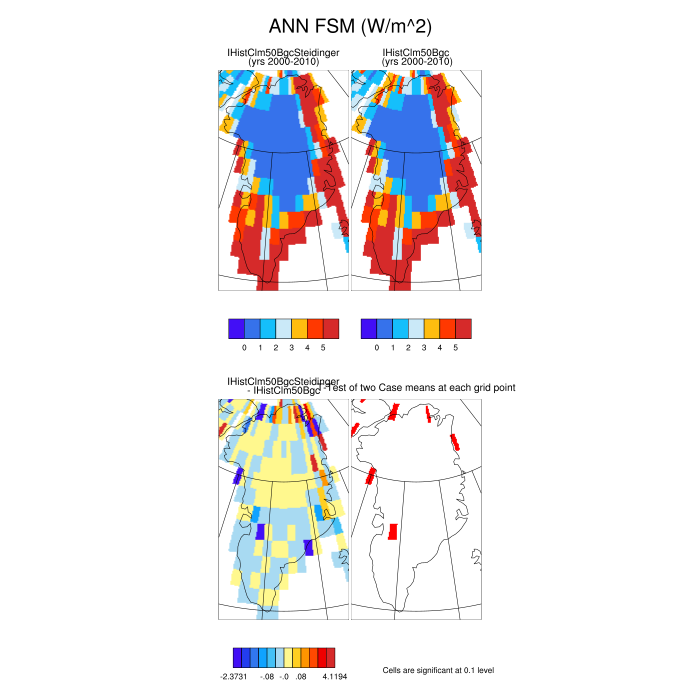 ANN FSM (W/m^2)
IHistClm50BgcSteidinger
(yrs 2000-2010)
IHistClm50Bgc
(yrs 2000-2010)
0 1 2 3 4 5
0 1 2 3 4 5
IHistClm50BgcSteidinger
- IHistClm50Bgc
T-Test of two Case means at each grid point
-2.3731 -.08 -.0 .08 4.1194
Cells are significant at 0.1 level